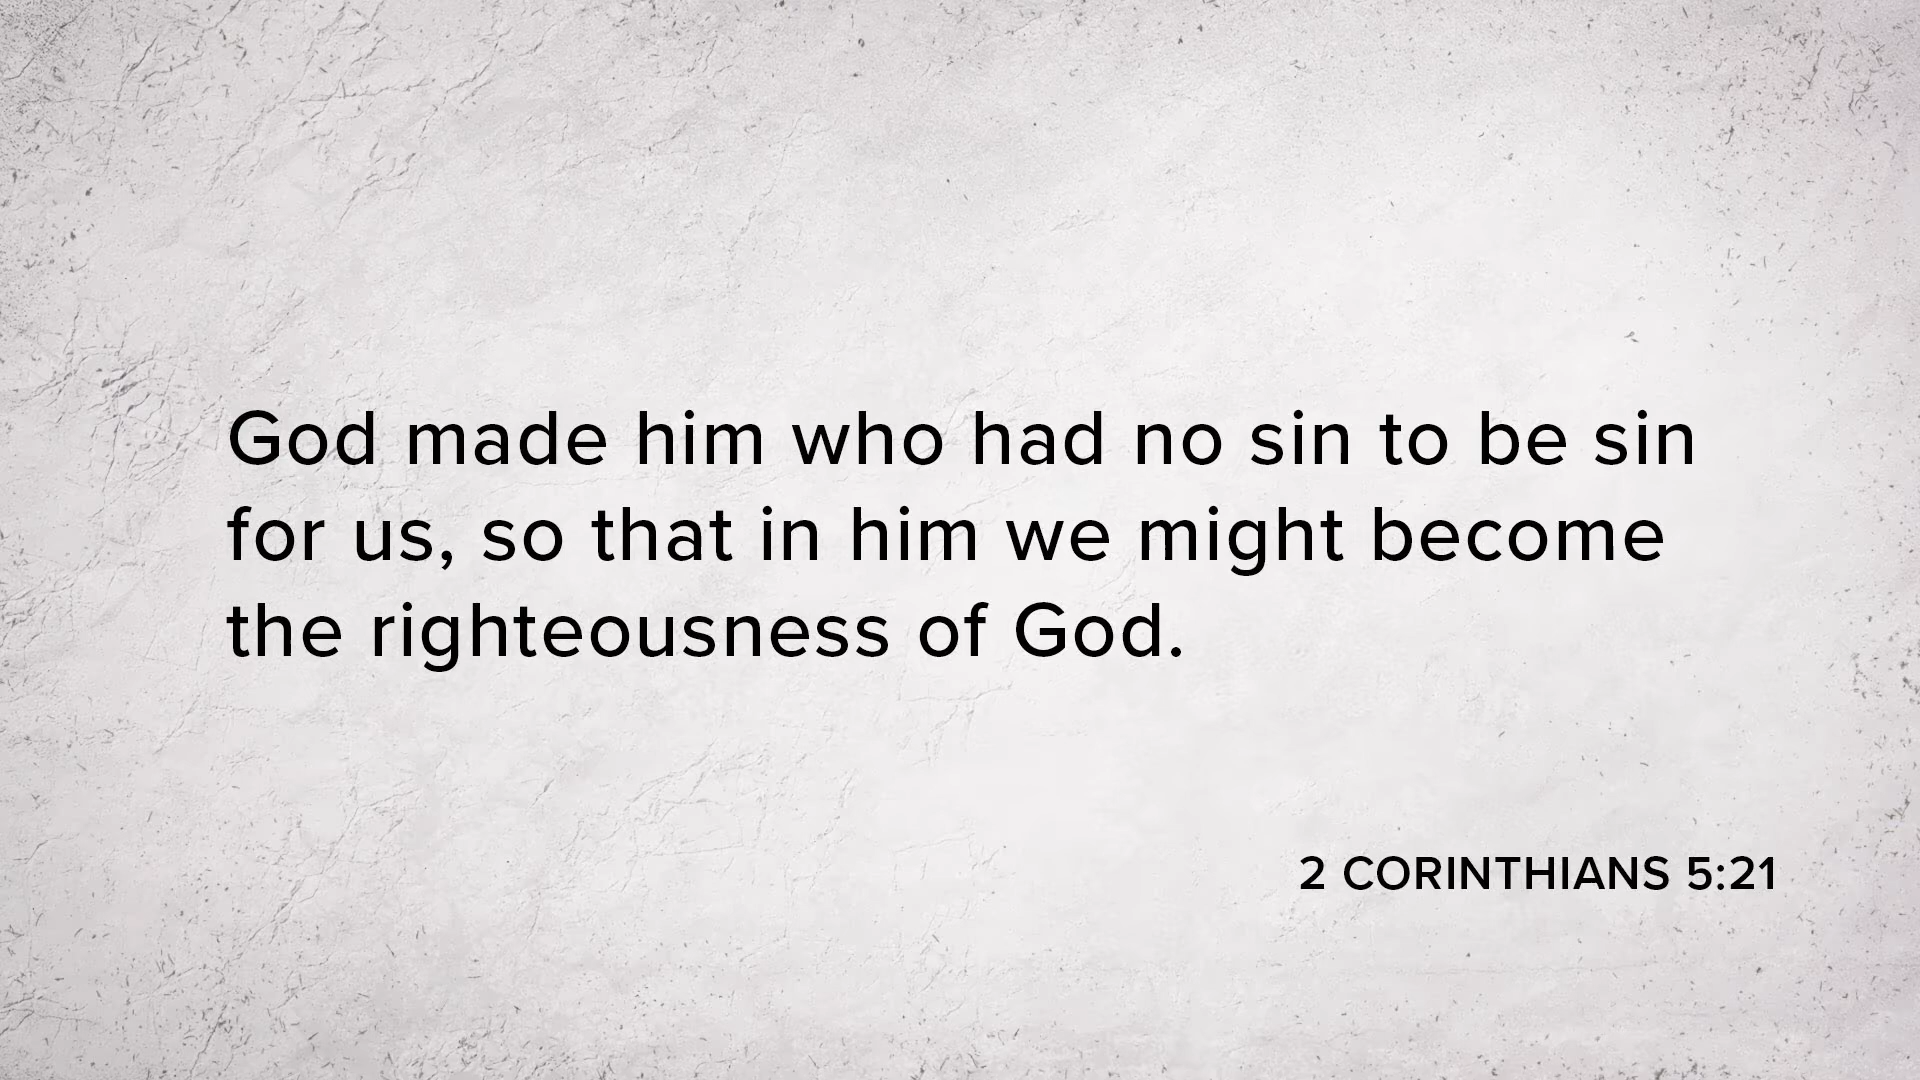 God made him who had no sin to be sin
for us, so that in him we might become
the righteousness of God.
2 CORINTHIANS 5:21